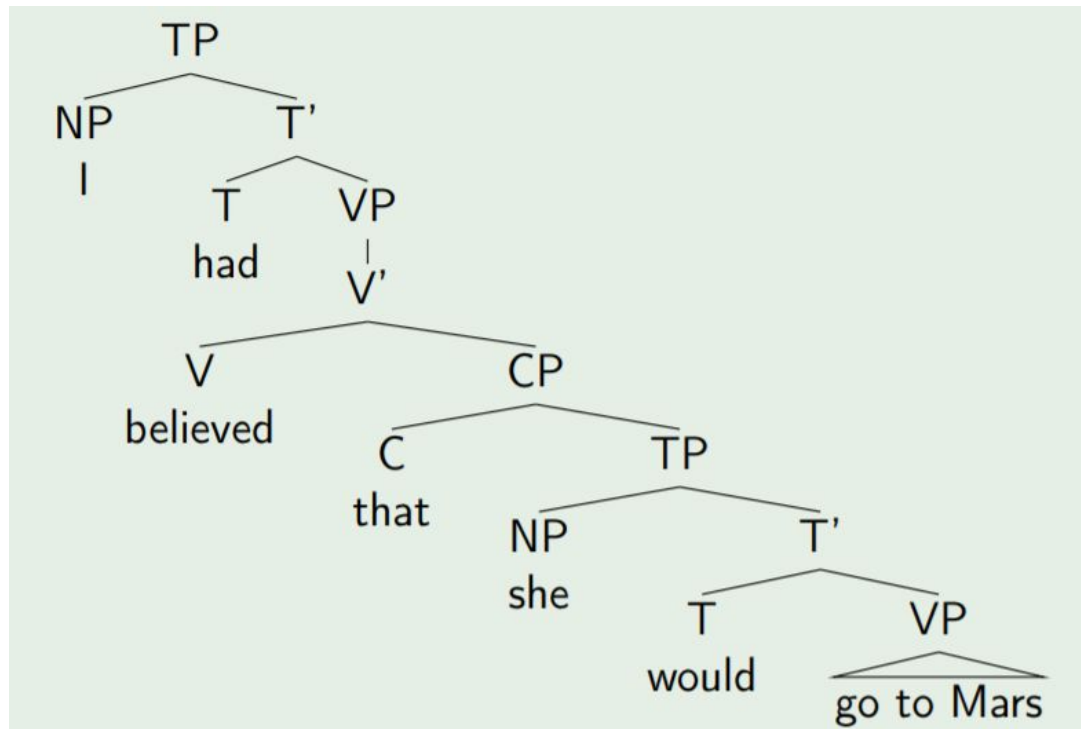 TP
NP T'
I
T VP
had
V'
V CP
believed
C TP
that
NP T'
she
T VP
would
go to Mars